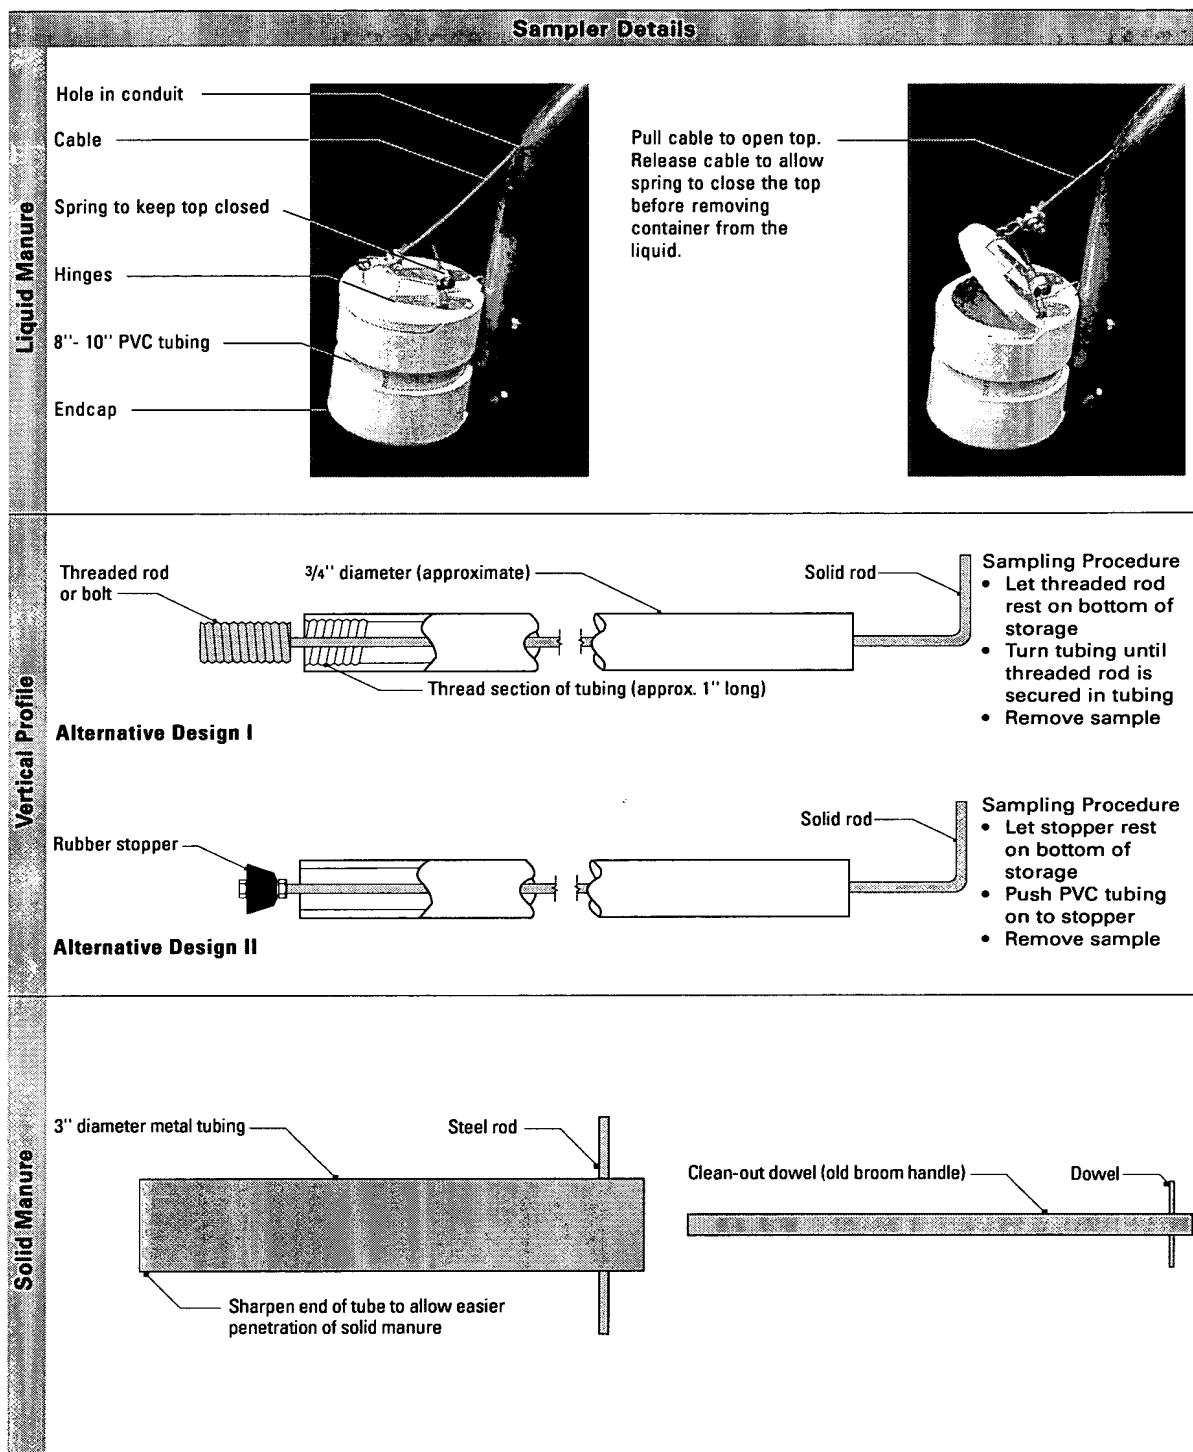 Sampler Details
Liquid Manure
Hole in conduit
Cable
Spring to keep top closed
Hinges
8"- 10" PVC tubing
Endcap
Pull cable to open top.
Release cable to allow
spring to close the top
before removing
container from the
liquid.
Vertical Profile
Threaded rod
or bolt
3/4" diameter (approximate)
Solid rod
Thread section of tubing (approx. 1" long)
Alternative Design I
Sampling Procedure
• Let threaded rod
rest on bottom of
storage
• Turn tubing until
threaded rod is
secured in tubing
• Remove sample
Rubber stopper
Solid rod
Alternative Design II
Sampling Procedure
• Let stopper rest
on bottom of
storage
• Push PVC tubing
on to stopper
• Remove sample
Solid Manure
3" diameter metal tubing
Steel rod
Sharpen end of tube to allow easier
penetration of solid manure
Clean-out dowel (old broom handle)
Dowel